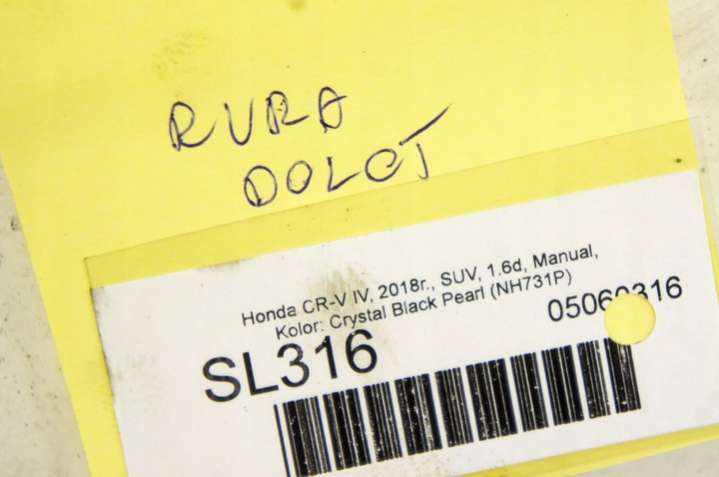 RURA
DOLOT
Honda CR-V IV, 2018r., SUV, 1.6d, Manual,
Kolor: Crystal Black Pearl (NH731P)
SL316